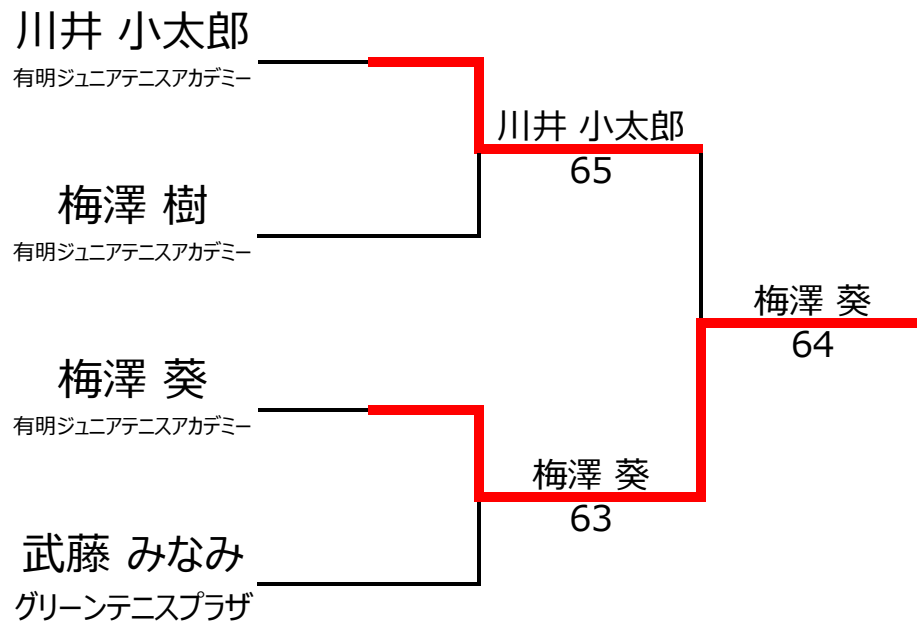 川井 小太郎
有明ジュニアテニスアカデミー
川井 小太郎
65
梅澤 樹
有明ジュニアテニスアカデミー
梅澤 葵
64
梅澤 葵
有明ジュニアテニスアカデミー
梅澤 葵
63
武藤 みなみ
グリーンテニスプラザ